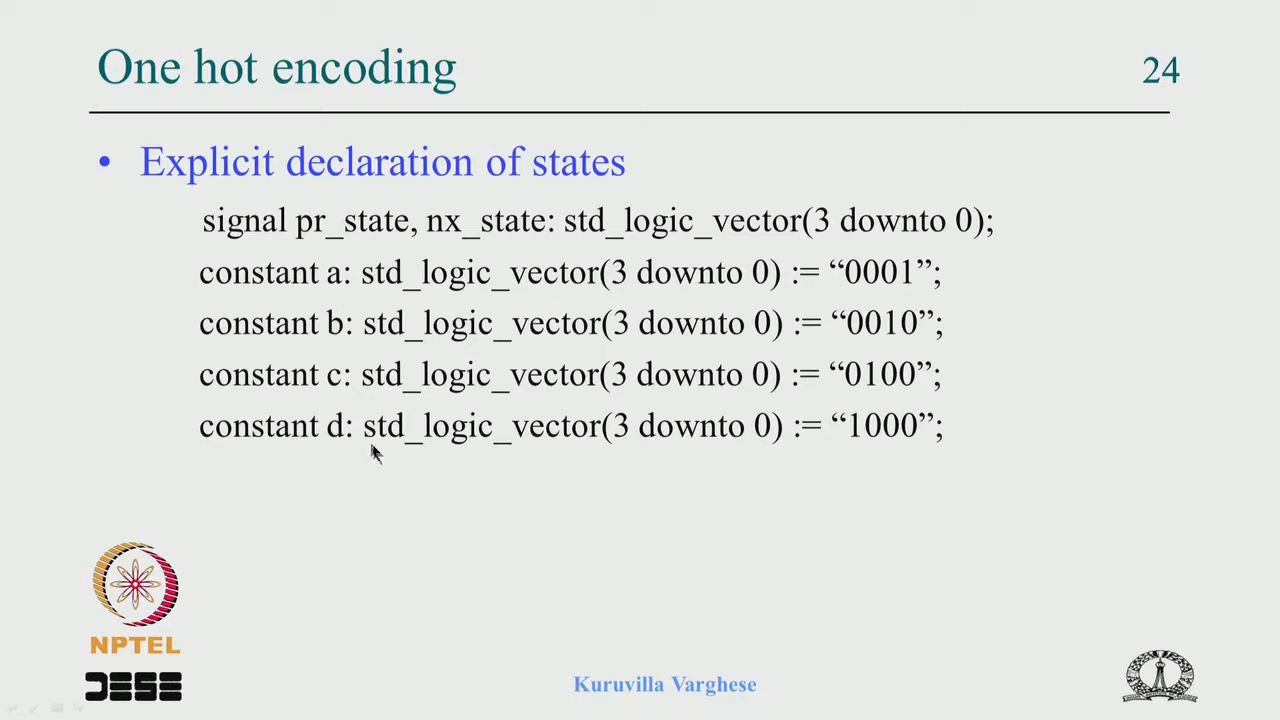 One hot encoding
24
• Explicit declaration of states
signal pr_state, nx_state: std_logic_vector(3 downto 0);
constant a: std_logic_vector(3 downto 0) := “0001”;
constant b: std_logic_vector(3 downto 0) := “0010”;
constant c: std_logic_vector(3 downto 0) := “0100”;
constant d: std_logic_vector(3 downto 0) := “1000”;
NPTEL
DESE
Kuruvilla Varghese